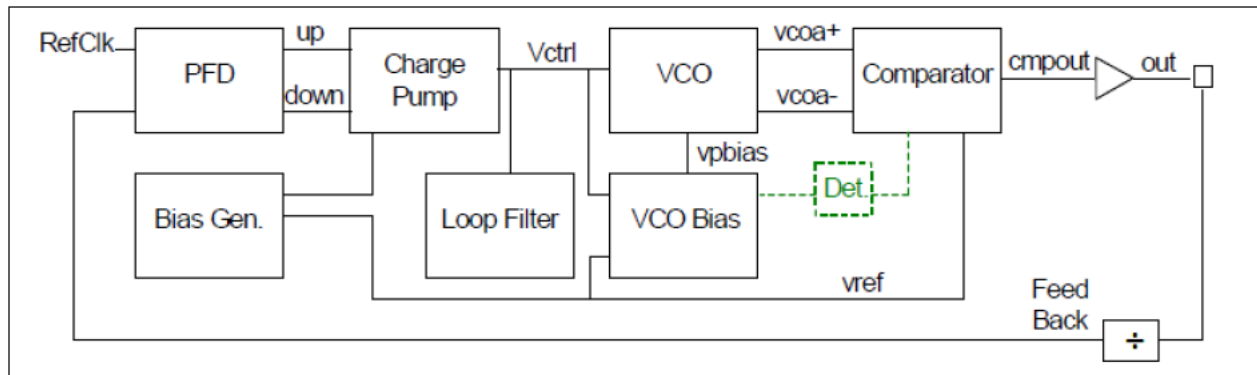 RefClk
PFD
up
down
Charge
Pump
Vctrl
VCO
vcoa+
vcoa-
Comparator
cmpout
out
vpbias
Bias Gen.
Loop Filter
VCO Bias
Det.
vref
Feed
Back
÷